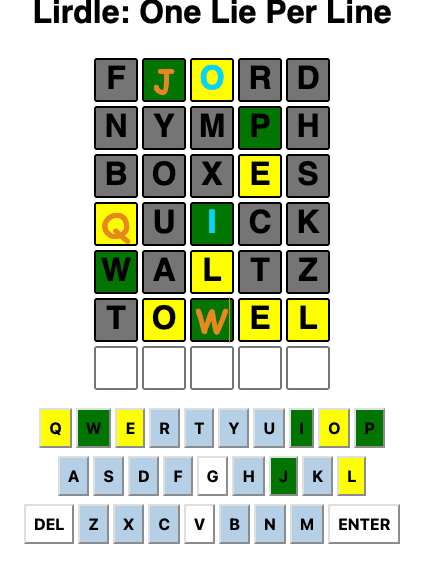 Lirdle: One Lie Per Line
F J O R D
N Y M P H
B O X E S
Q U I C K
W A L T Z
T O W E L
Q W E R T Y U I O P
A S D F G H J K L
DEL Z X C V B N M ENTER